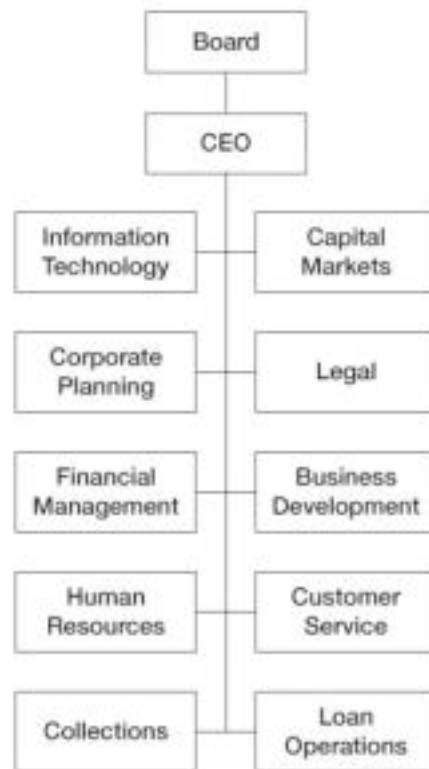 Board
CEO
Information
Technology
Capital
Markets
Corporate
Planning
Legal
Financial
Management
Business
Development
Human
Resources
Customer
Service
Collections
Loan
Operations